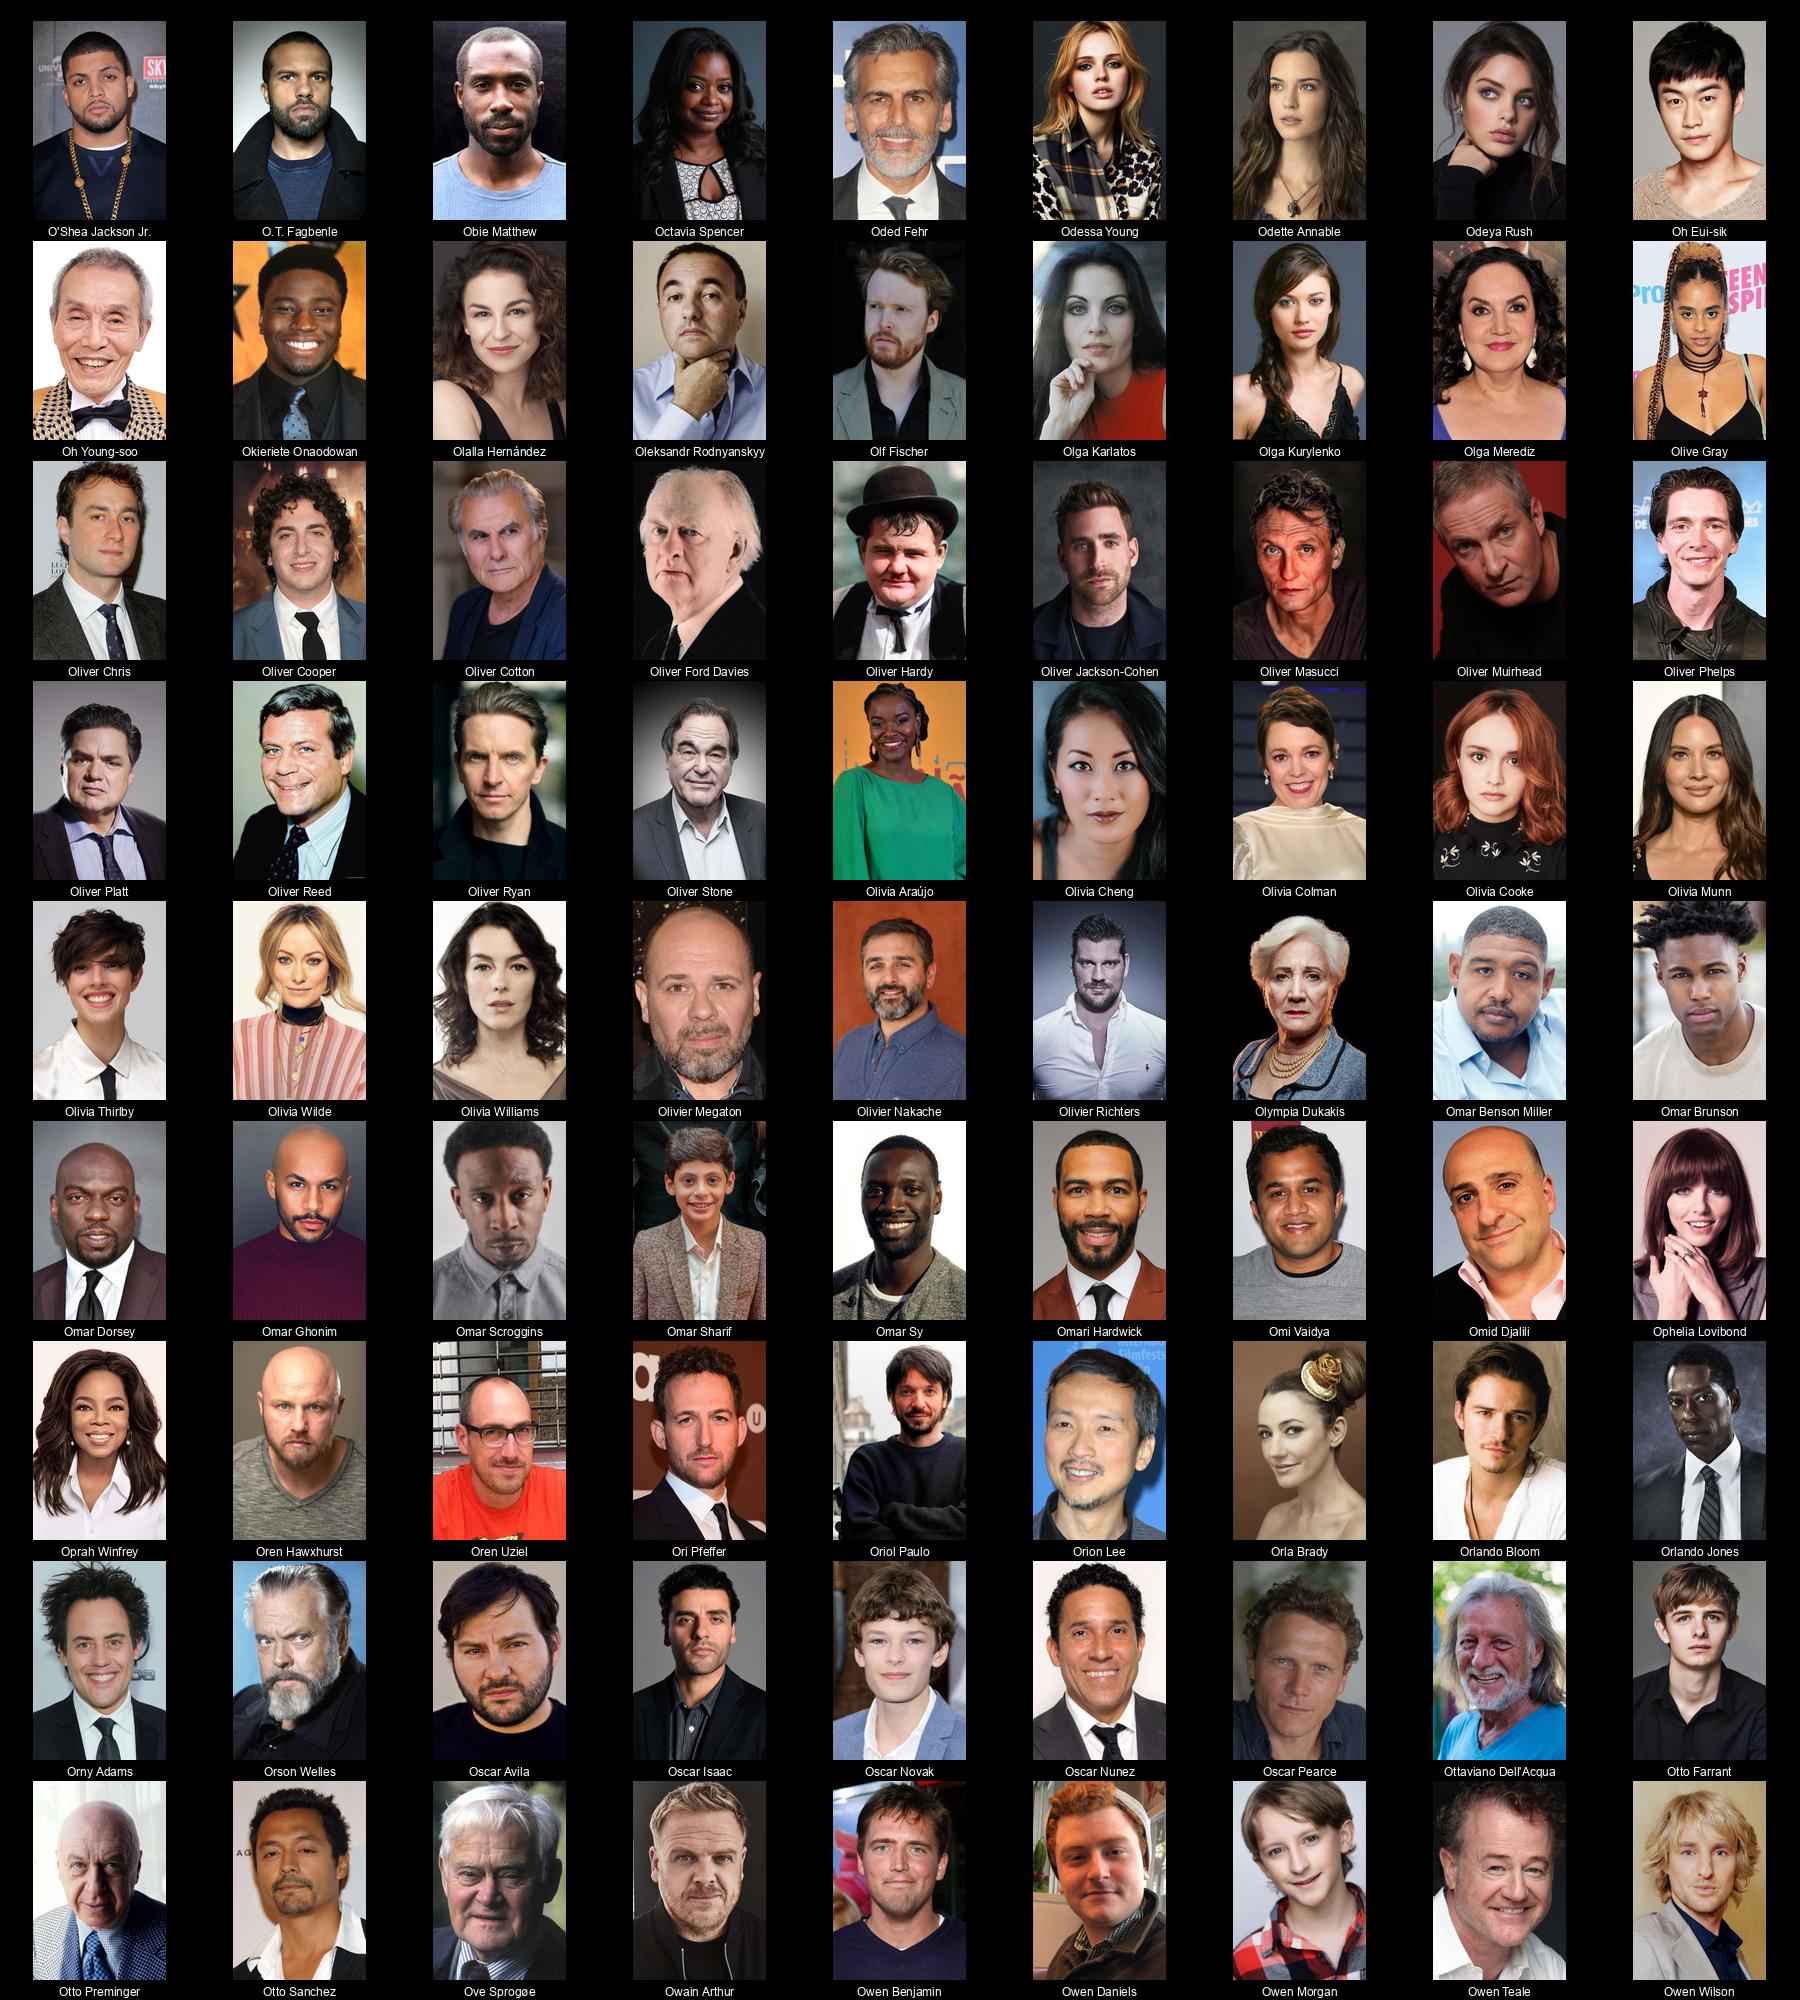 UNIV
SKY
skym
O'Shea Jackson Jr.
O.T. Fagbenle
Obie Matthew
Octavia Spencer
Oded Fehr
Odessa Young
Odette Annable
Odeya Rush
Oh Eui-sik
Pro
EEN
SPI
Oh Young-soo
Okieriete Onaodowan
Olalla Hernández
Oleksandr Rodnyanskyy
Olf Fischer
Olga Karlatos
Olga Kurylenko
Olga Merediz
Olive Gray
Oliver Chris
Oliver Cooper
Oliver Cotton
Oliver Ford Davies
Oliver Hardy
Oliver Jackson-Cohen
Oliver Masucci
Oliver Muirhead
Oliver Phelps
Oliver Platt
Oliver Reed
Oliver Ryan
Oliver Stone
Olivia Araújo
Olivia Cheng
Olivia Colman
Olivia Cooke
Olivia Munn
Olivia Thirlby
Olivia Wilde
Olivia Williams
Olivier Megaton
Olivier Nakache
Olivier Richters
Olympia Dukakis
Omar Benson Miller
Omar Brunson
Omar Dorsey
Omar Ghonim
Omar Scroggins
Omar Sharif
Omar Sy
Omari Hardwick
Omi Vaidya
Omid Djalili
Ophelia Lovibond
Filmfests
Oprah Winfrey
Oren Hawxhurst
Oren Uziel
Ori Pfeffer
Oriol Paulo
Orion Lee
Orla Brady
Orlando Bloom
Orlando Jones
Orny Adams
Orson Welles
Oscar Avila
Oscar Isaac
Oscar Novak
Oscar Nunez
Oscar Pearce
Ottaviano Dell'Acqua
Otto Farrant
AG
Otto Preminger
Otto Sanchez
Ove Sprogøe
Owain Arthur
Owen Benjamin
Owen Daniels
Owen Morgan
Owen Teale
Owen Wilson